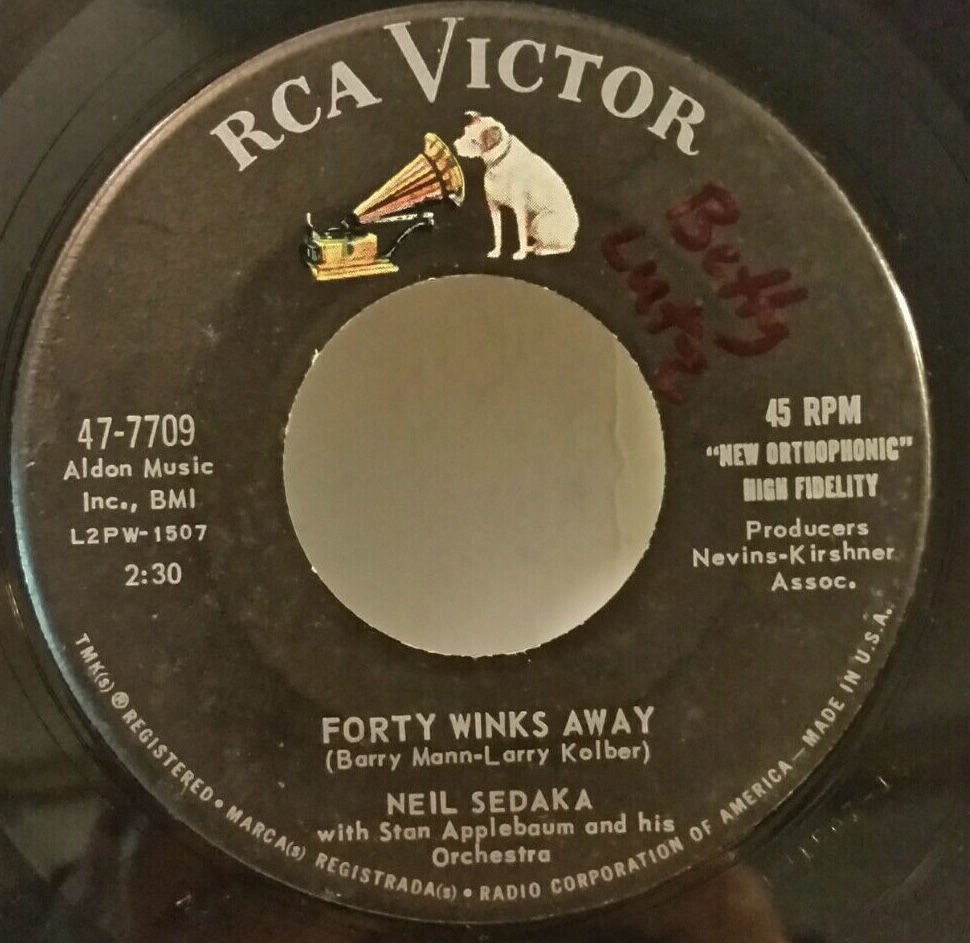 RCA VICTOR
Betty
Lutz
47-7709
Aldon Music
Inc., BMI
L2PW-1507
2:30
45 RPM
"NEW ORTHOPHONIC"
HIGH FIDELITY
Producers
Nevins-Kirshner
Assoc.
FORTY WINKS AWAY
(Barry Mann-Larry Kolber)
NEIL SEDAKA
with Stan Applebaum and his
Orchestra
TMK(s) ® REGISTERED • MARCA(s) REGISTRADA(s) • RADIO CORPORATION OF AMERICA—MADE IN U.S.A.